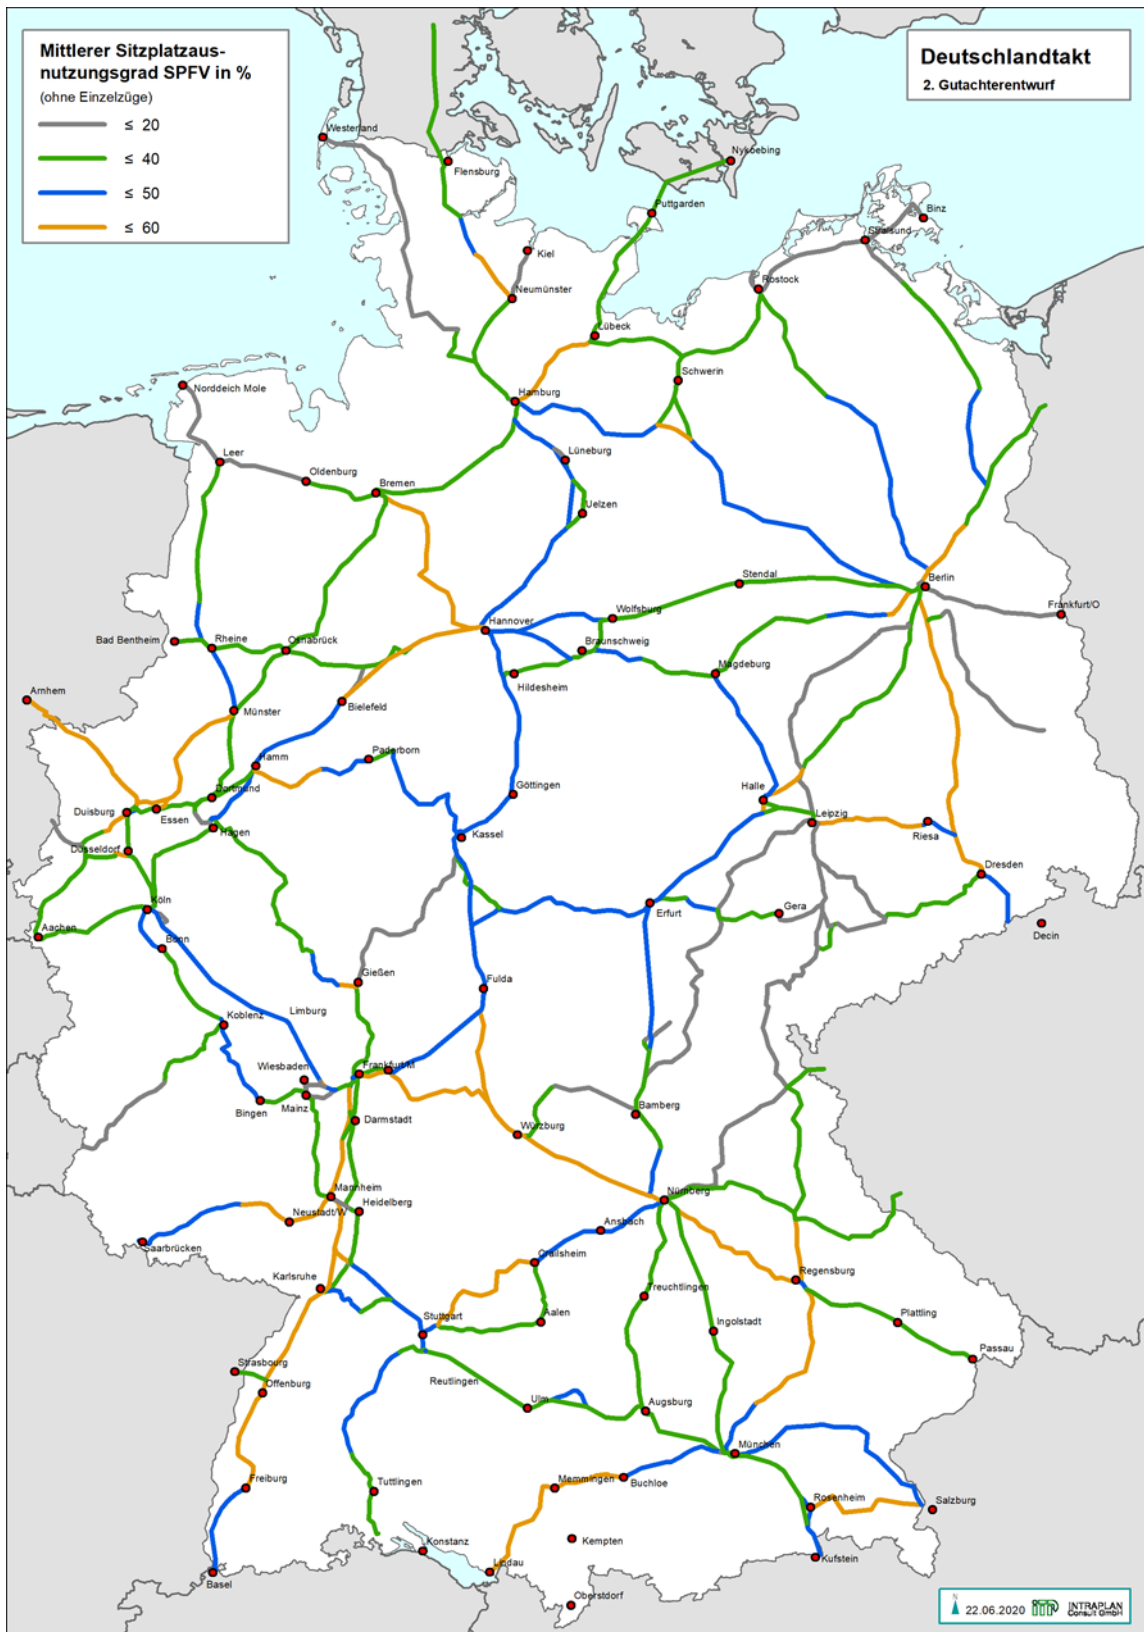 Mittlerer Sitzplatzaus-
nutzungsgrad SPFV in %
(ohne Einzelzüge)
≤ 20
≤ 40
≤ 50
≤ 60
Deutschlandtakt
2. Gutachterentwurf
Westerland
Flensburg
Nykoebing
Puttgarden
Binz
Stralsund
Kiel
Neumünster
Rostock
Lübeck
Schwerin
Norddeich Mole
Hamburg
Leer
Lüneburg
Oldenburg
Bremen
Uelzen
Stendal
Berlin
Wolfsburg
Frankfurt/O
Hannover
Bad Bentheim
Rheine
Osnabrück
Braunschweig
Magdeburg
Hildesheim
Arnhem
Bielefeld
Münster
Paderborn
Hamm
Göttingen
Halle
Dortmund
Duisburg
Essen
Leipzig
Hagen
Kassel
Riesa
Düsseldorf
Dresden
Köln
Erfurt
Gera
Aachen
Bonn
Decin
Gießen
Fulda
Limburg
Koblenz
Wiesbaden
Frankfurt/M
Mainz
Bingen
Darmstadt
Bamberg
Würzburg
Mannheim
Nürnberg
Heidelberg
Neustadt/W
Ansbach
Saarbrücken
Crailsheim
Regensburg
Karlsruhe
Treuchtlingen
Stuttgart
Aalen
Plattling
Ingolstadt
Passau
Strasbourg
Reutlingen
Offenburg
Ulm
Augsburg
München
Freiburg
Tuttlingen
Memmingen
Buchloe
Rosenheim
Salzburg
Konstanz
Kempten
Kufstein
Lindau
Basel
Oberstdorf
N
22.06.2020 itp INTRAPLAN
Consult GmbH